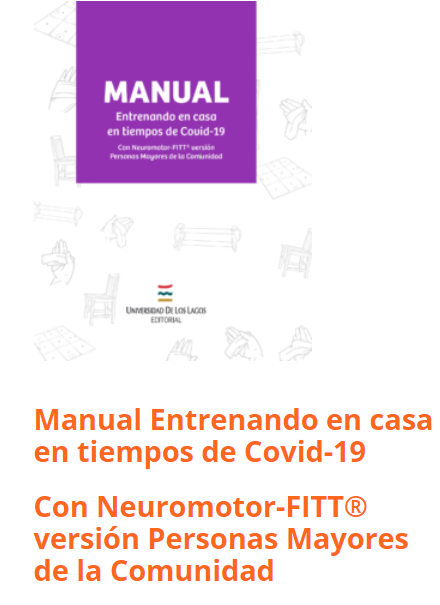 MANUAL
Entrenando en casa
en tiempos de Covid-19
Con Neuromotor-FITT® versión
Personas Mayores de la Comunidad
UNIVERSIDAD DE LOS LAGOS
EDITORIAL
Manual Entrenando en casa
en tiempos de Covid-19
Con Neuromotor-FITT®
versión Personas Mayores
de la Comunidad